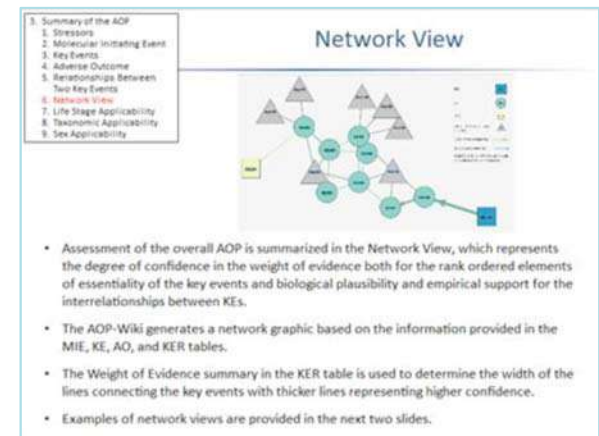 3. Summary of the AOP
1. Stressors
2. Molecular Initiating Event
3. Key Events
4. Adverse Outcome
5. Relationships Between
Two Key Events
6. Network View
7. Life Stage Applicability
8. Taxonomic Applicability
9. Sex Applicability
Network View
• Assessment of the overall AOP is summarized in the Network View, which represents
the degree of confidence in the weight of evidence both for the rank ordered elements
of essentiality of the key events and biological plausibility and empirical support for the
interrelationships between KEs.
• The AOP-Wiki generates a network graphic based on the information provided in the
MIE, KE, AO, and KER tables.
• The Weight of Evidence summary in the KER table is used to determine the width of the
lines connecting the key events with thicker lines representing higher confidence.
• Examples of network views are provided in the next two slides.